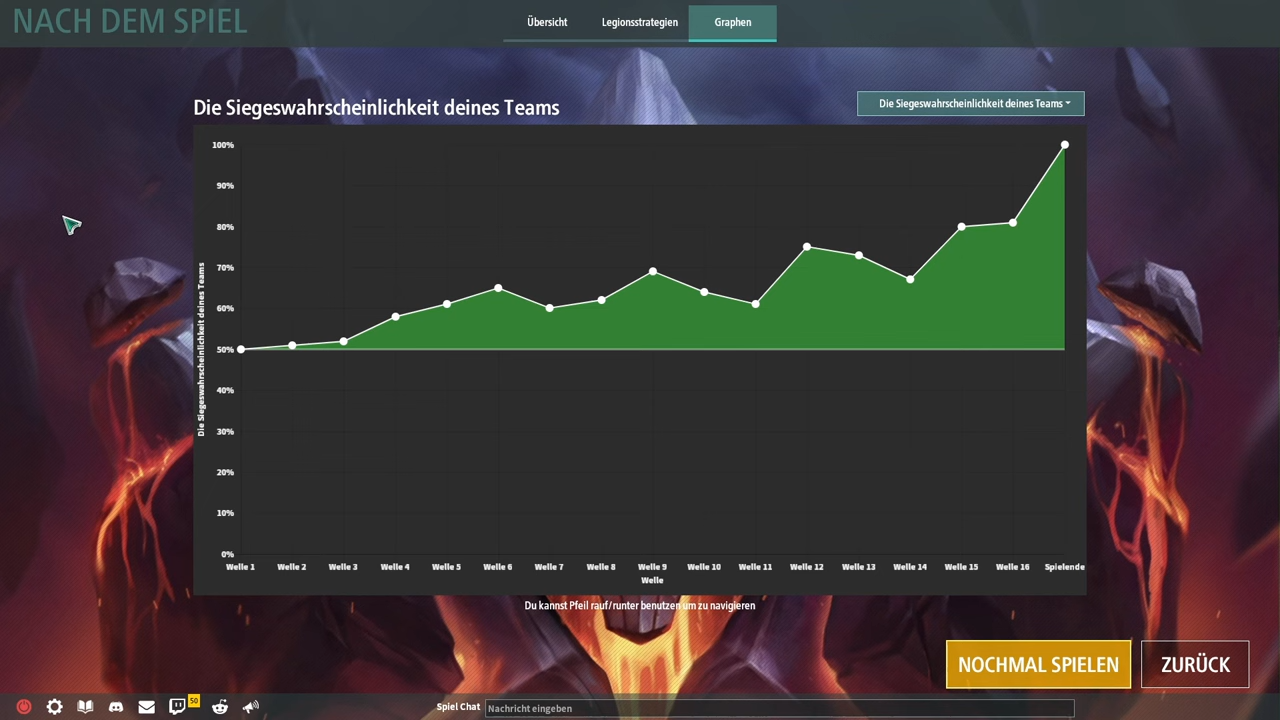 NACH DEM SPIEL
Übersicht
Legionsstrategien
Graphen
Die Siegeswahrscheinlichkeit deines Teams
Die Siegeswahrscheinlichkeit deines Teams
Die Siegeswahrscheinlichkeit deines Teams
100%
90%
80%
70%
60%
50%
40%
30%
20%
10%
0%
Welle 1 Welle 2 Welle 3 Welle 4 Welle 5 Welle 6 Welle 7 Welle 8 Welle 9 Welle 10 Welle 11 Welle 12 Welle 13 Welle 14 Welle 15 Welle 16 Spielende
Welle
Du kannst Pfeil rauf/runter benutzen um zu navigieren
NOCHMAL SPIELEN
ZURÜCK
50
Spiel Chat
Nachricht eingeben